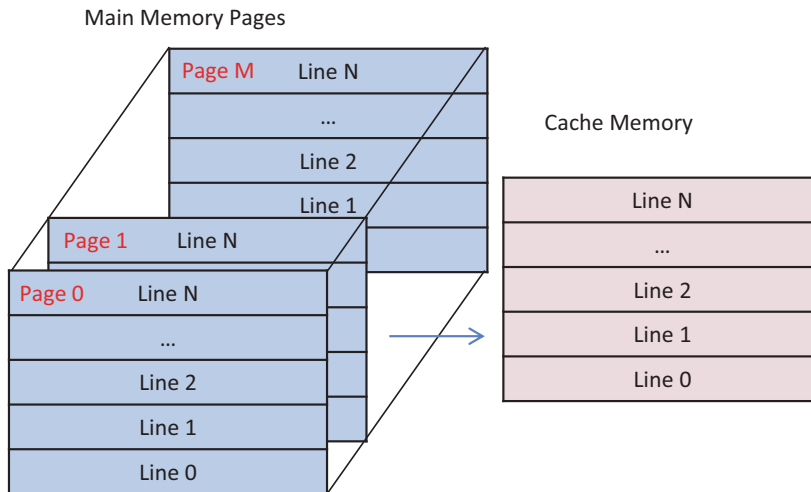 Main Memory Pages
Page M Line N
...
Line 2
Line 1
Page 1 Line N
Page 0 Line N
...
Line 2
Line 1
Line 0
Cache Memory
Line N
...
Line 2
Line 1
Line 0